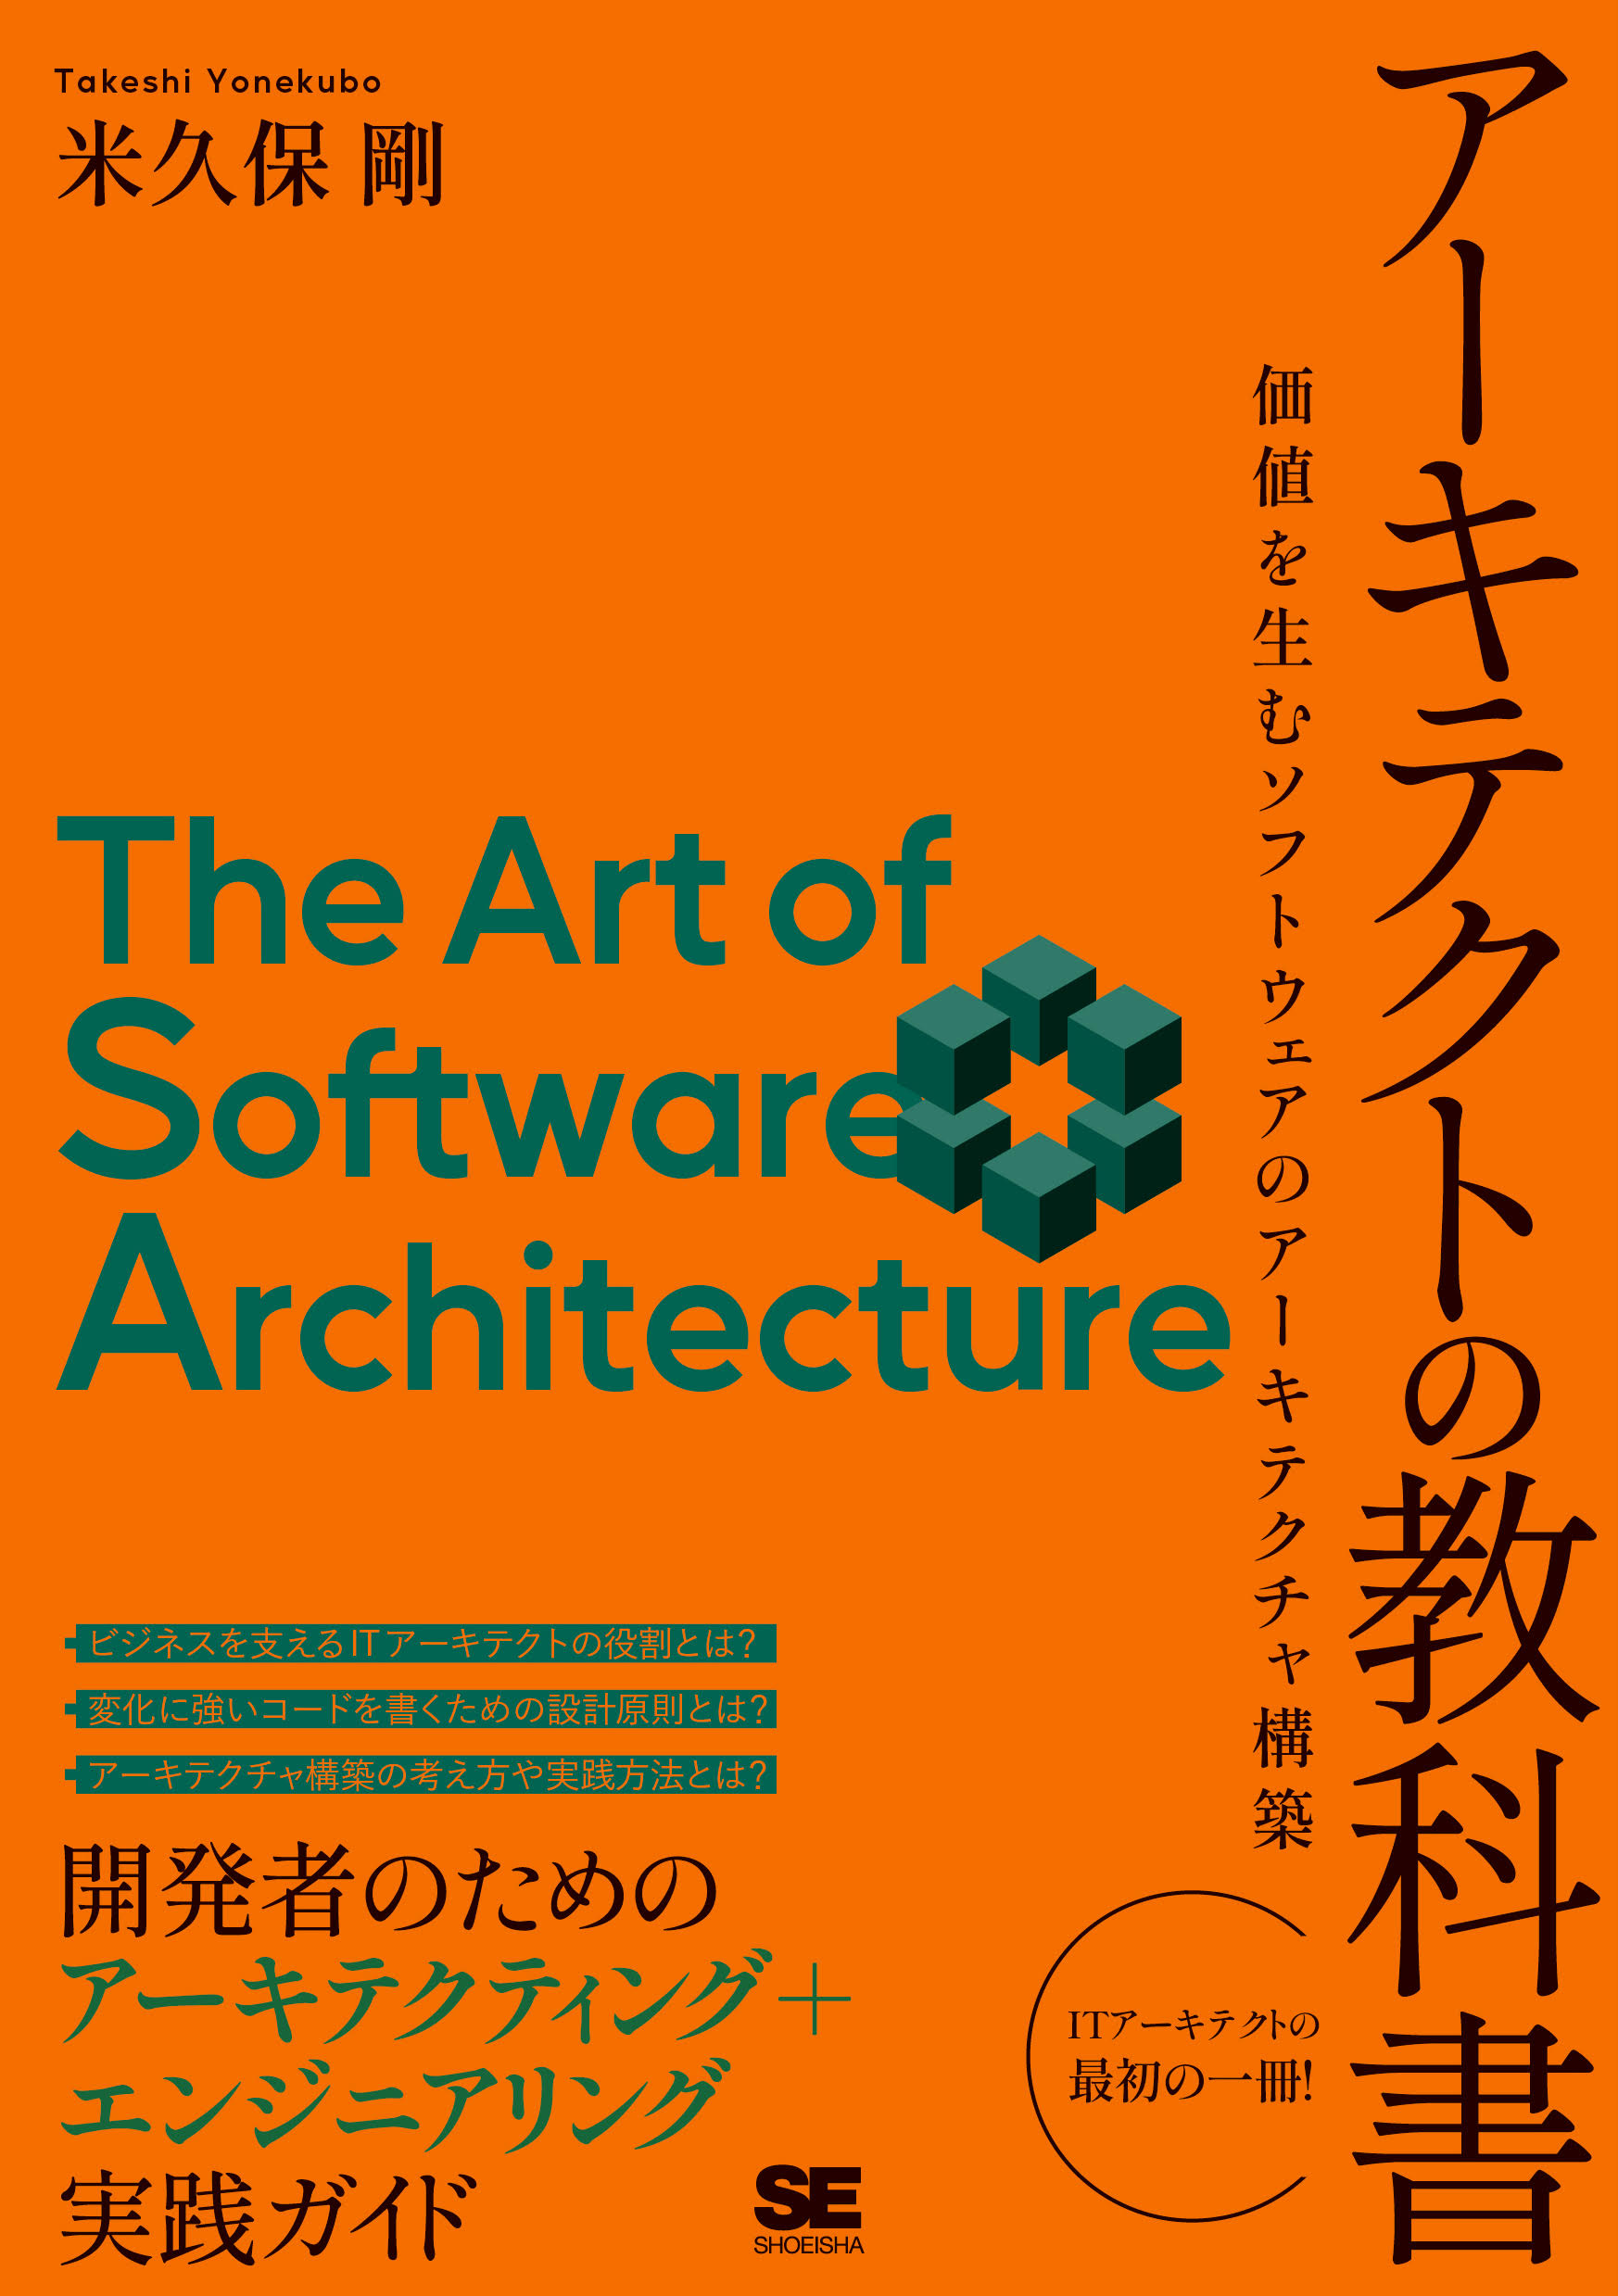 アーキテクトの教科書
価値を生むソフトウェアのアーキテクチャ構築
Takeshi Yonekubo
米久保 剛
The Art of
Software
Architecture
ビジネスを支えるITアーキテクトの役割とは?
変化に強いコードを書くための設計原則とは?
アーキテクチャ構築の考え方や実践方法とは?
開発者のための
アーキテクティング+
エンジニアリング
実践ガイド
ITアーキテクトの
最初の一冊!
SE
SHOEISHA